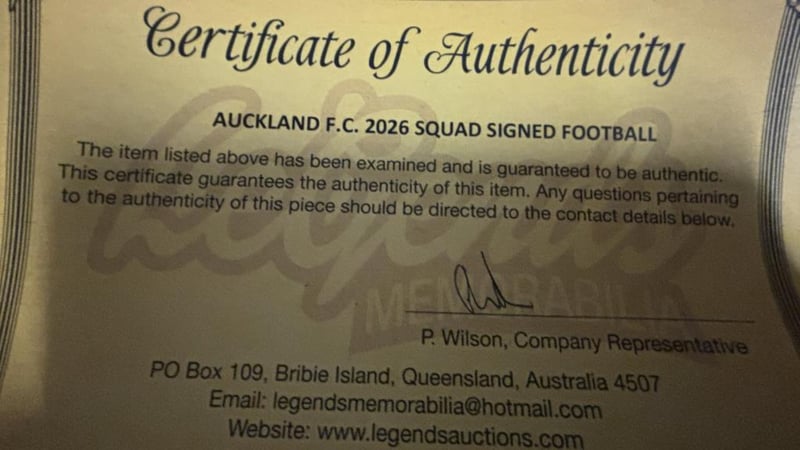 Certificate of Authenticity
AUCKLAND F.C. 2026 SQUAD SIGNED FOOTBALL
The item listed above has been examined and is guaranteed to be authentic.
This certificate guarantees the authenticity of this item. Any questions pertaining
to the authenticity of this piece should be directed to the contact details below.
Legends
MEMORABILIA
P. Wilson, Company Representative
PO Box 109, Bribie Island, Queensland, Australia 4507
Email: legendsmemorabilia@hotmail.com
Website: www.legendsauctions.com